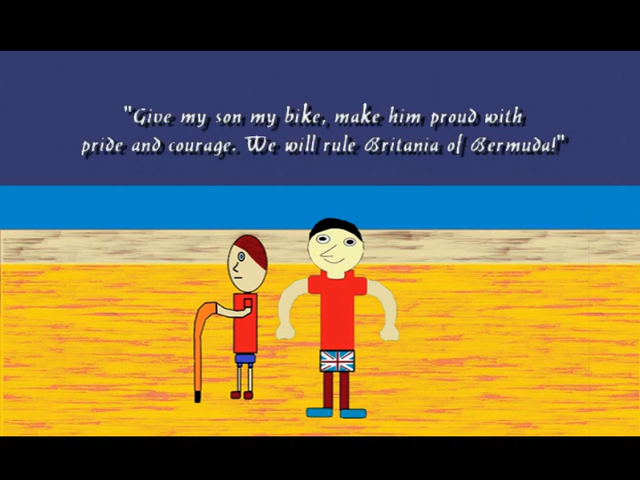 "Give my son my bike, make him proud with
pride and courage. We will rule Britania of Bermuda!"